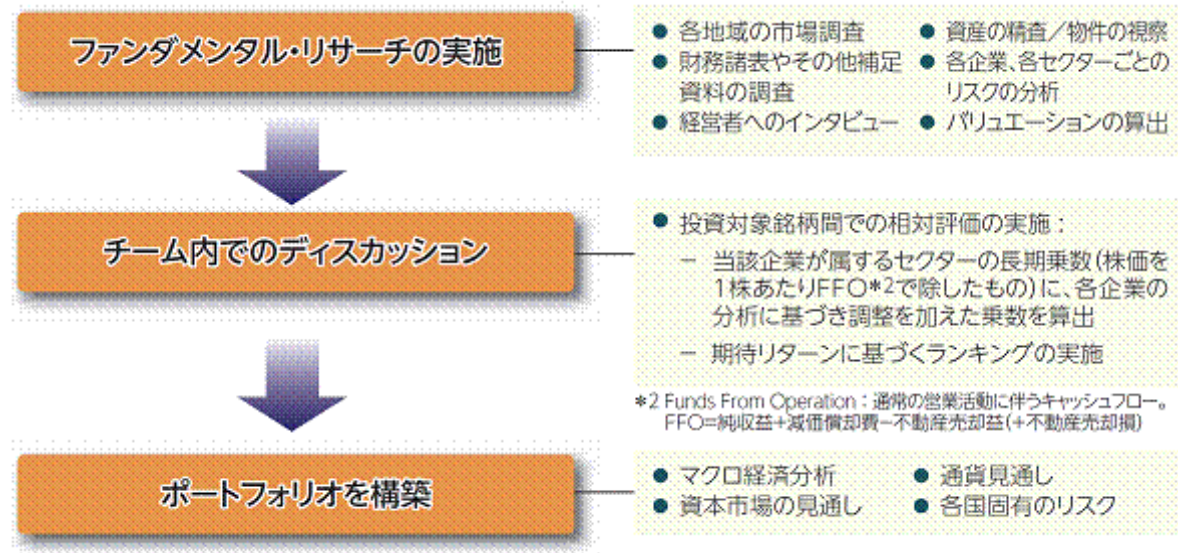 ファンダメンタル・リサーチの実施
● 各地域の市場調査
● 財務諸表やその他補足
資料の調査
● 経営者へのインタビュー
● 資産の精査／物件の視察
● 各企業、各セクターごとの
リスクの分析
● バリュエーションの算出
チーム内でのディスカッション
● 投資対象銘柄間での相対評価の実施：
− 当該企業が属するセクターの長期乗数（株価を
1株あたりFFO＊2で除したもの）に、各企業の
分析に基づき調整を加えた乗数を算出
− 期待リターンに基づくランキングの実施
＊2 Funds From Operation：通常の営業活動に伴うキャッシュフロー。
FFO=純収益+減価償却費−不動産売却益(+不動産売却損)
ポートフォリオを構築
● マクロ経済分析
● 資本市場の見通し
● 通貨見通し
● 各国固有のリスク